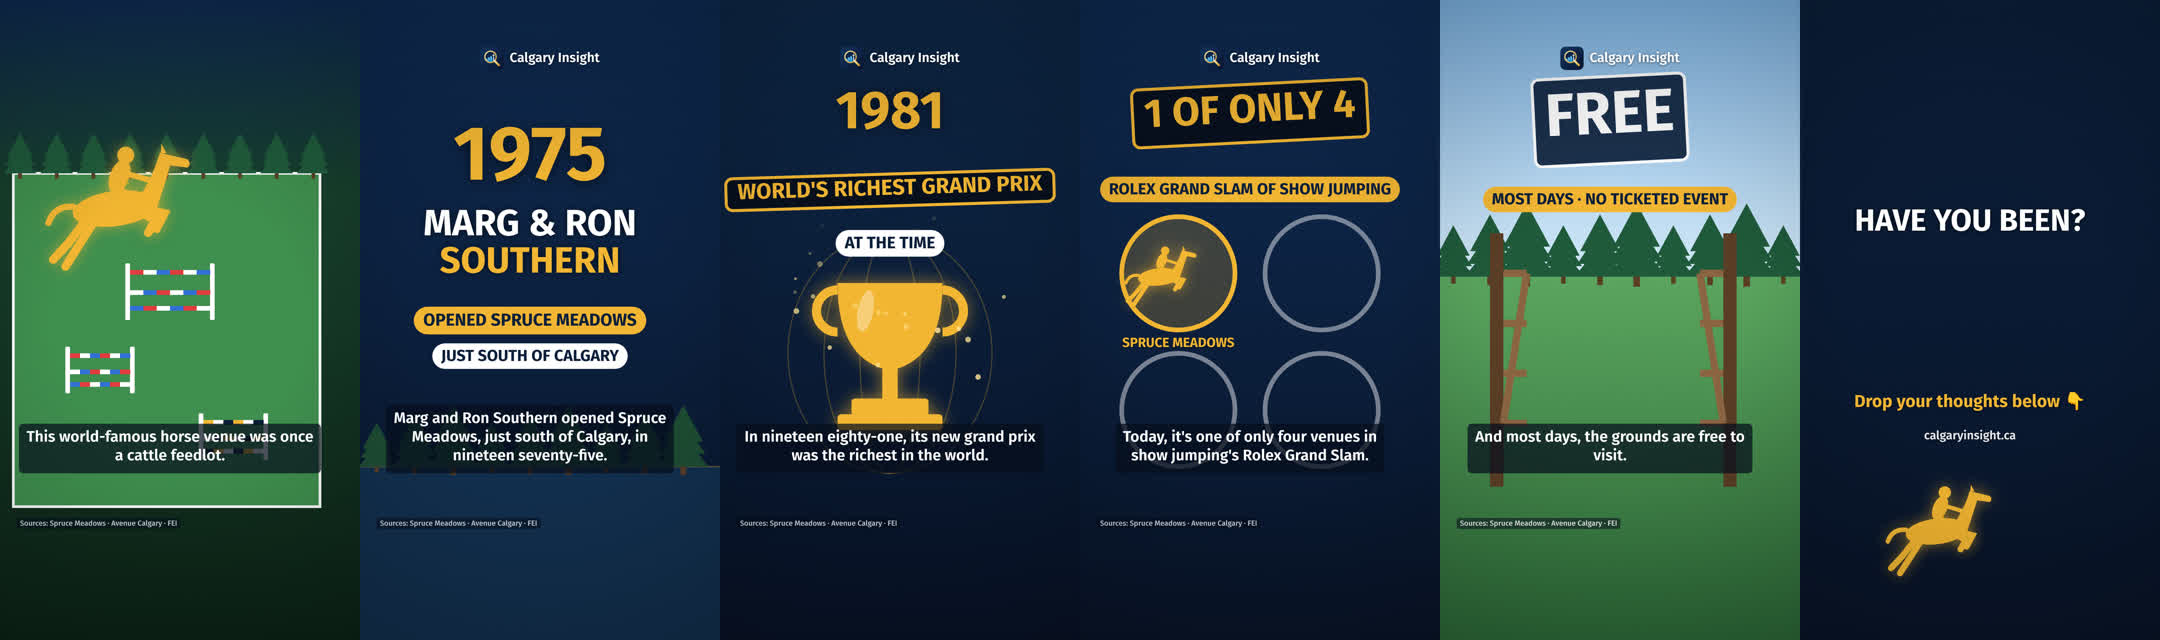 This world-famous horse venue was once
a cattle feedlot.
Sources: Spruce Meadows · Avenue Calgary · FEI
Calgary Insight
1975
MARG & RON
SOUTHERN
OPENED SPRUCE MEADOWS
JUST SOUTH OF CALGARY
Marg and Ron Southern opened Spruce
Meadows, just south of Calgary, in
nineteen seventy-five.
Sources: Spruce Meadows · Avenue Calgary · FEI
Calgary Insight
1981
WORLD'S RICHEST GRAND PRIX
AT THE TIME
In nineteen eighty-one, its new grand prix
was the richest in the world.
Sources: Spruce Meadows · Avenue Calgary · FEI
Calgary Insight
1 OF ONLY 4
ROLEX GRAND SLAM OF SHOW JUMPING
SPRUCE MEADOWS
Today, it's one of only four venues in
show jumping's Rolex Grand Slam.
Sources: Spruce Meadows · Avenue Calgary · FEI
Calgary Insight
FREE
MOST DAYS · NO TICKETED EVENT
And most days, the grounds are free to
visit.
Sources: Spruce Meadows · Avenue Calgary · FEI
HAVE YOU BEEN?
Drop your thoughts below 👇
calgaryinsight.ca